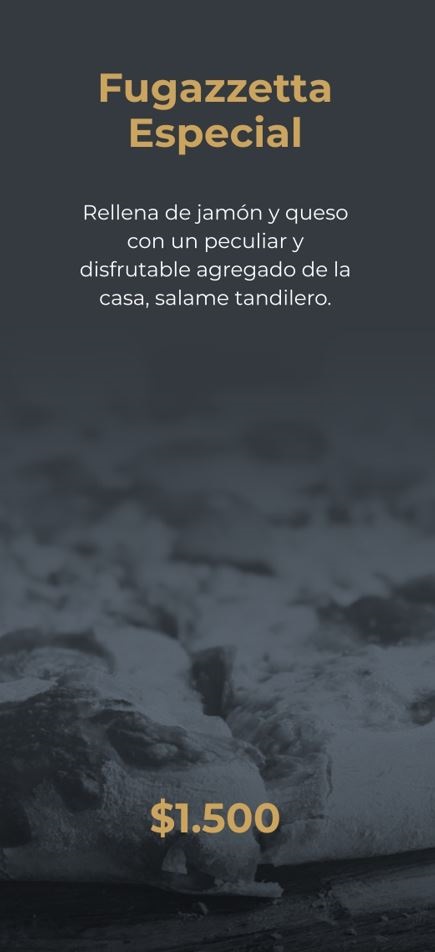 Fugazzetta
Especial
Rellena de jamón y queso
con un peculiar y
disfrutable agregado de la
casa, salame tandilero.
$1.500